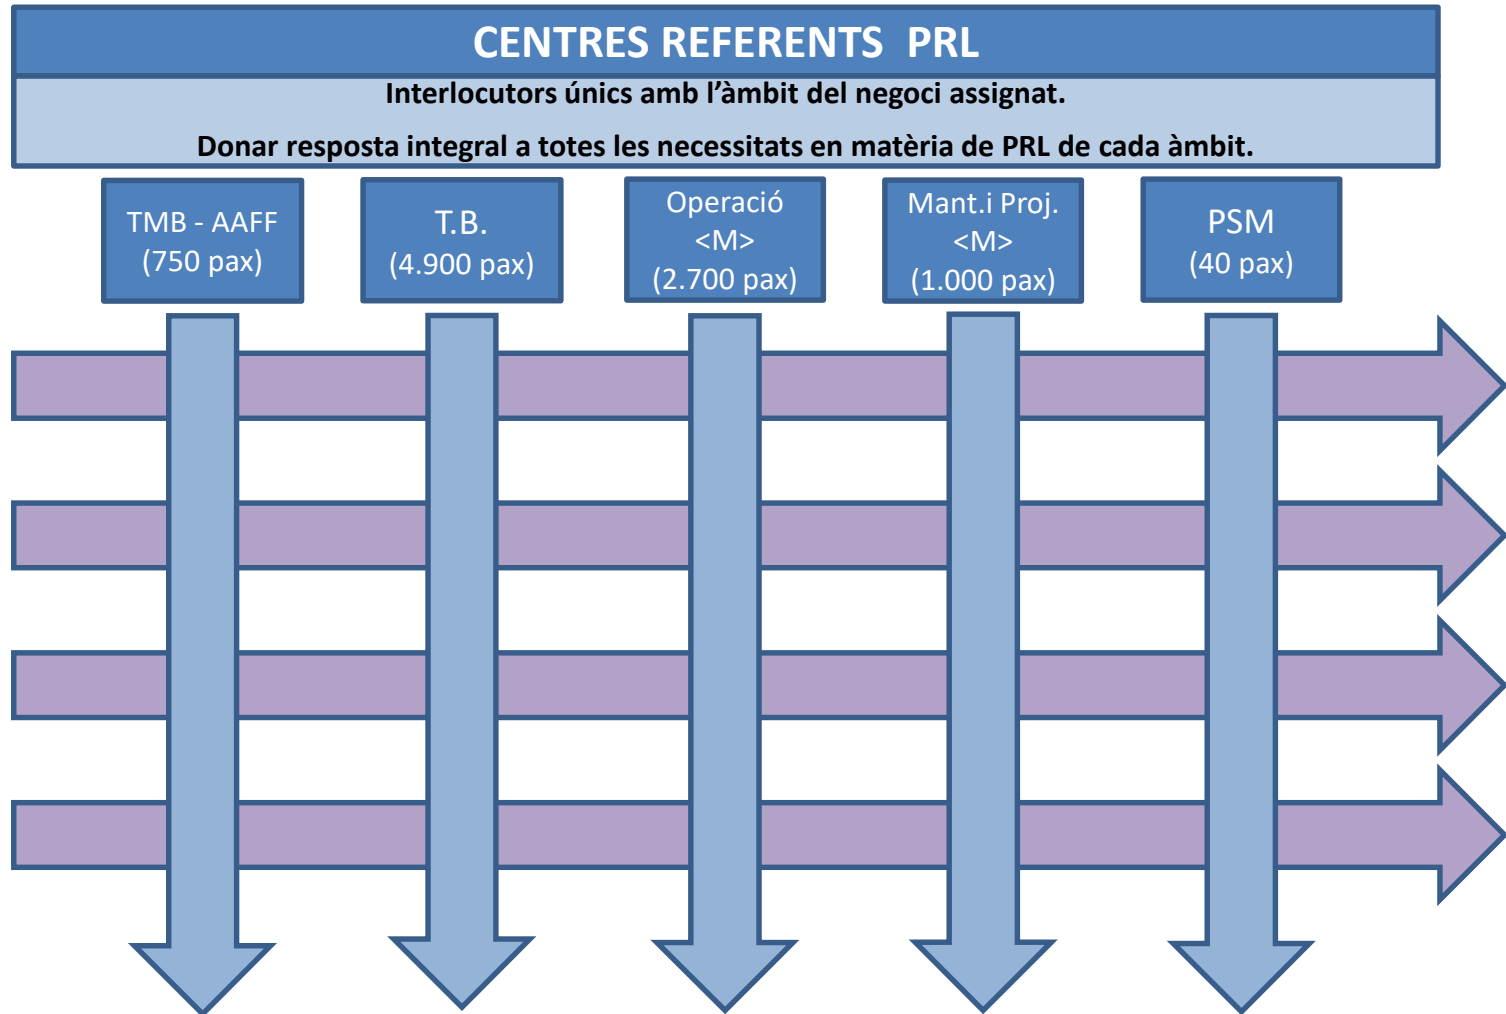 CENTRES REFERENTS PRL
Interlocutors únics amb l'àmbit del negoci assignat.
Donar resposta integral a totes les necessitats en matèria de PRL de cada àmbit.
TMB - AAFF
(750 pax)
T.B.
(4.900 pax)
Operació
<M>
(2.700 pax)
Mant.i Proj.
<M>
(1.000 pax)
PSM
(40 pax)